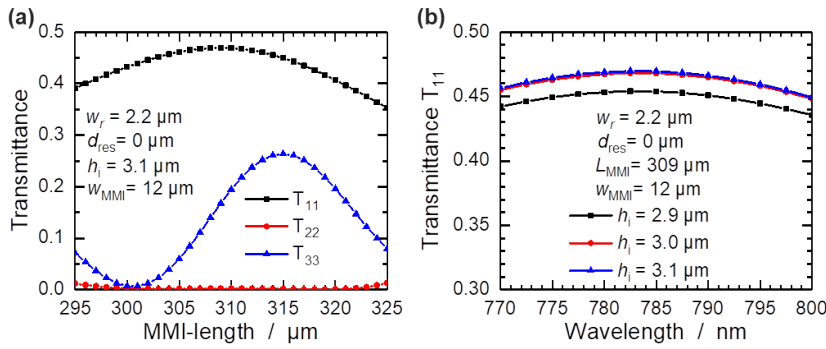 (a)
0.5
0.4
0.3
0.2
0.1
0.0
Transmittance
w_r = 2.2 µm
d_res= 0 µm
h_i = 3.1 µm
w_MMI= 12 µm
T_11
T_22
T_33
295 300 305 310 315 320 325
MMI-length / µm
(b)
0.50
0.45
0.40
0.35
0.30
Transmittance T_11
w_r = 2.2 µm
d_res= 0 µm
L_MMI= 309 µm
w_MMI= 12 µm
h_i = 2.9 µm
h_i = 3.0 µm
h_i = 3.1 µm
770 775 780 785 790 795 800
Wavelength / nm